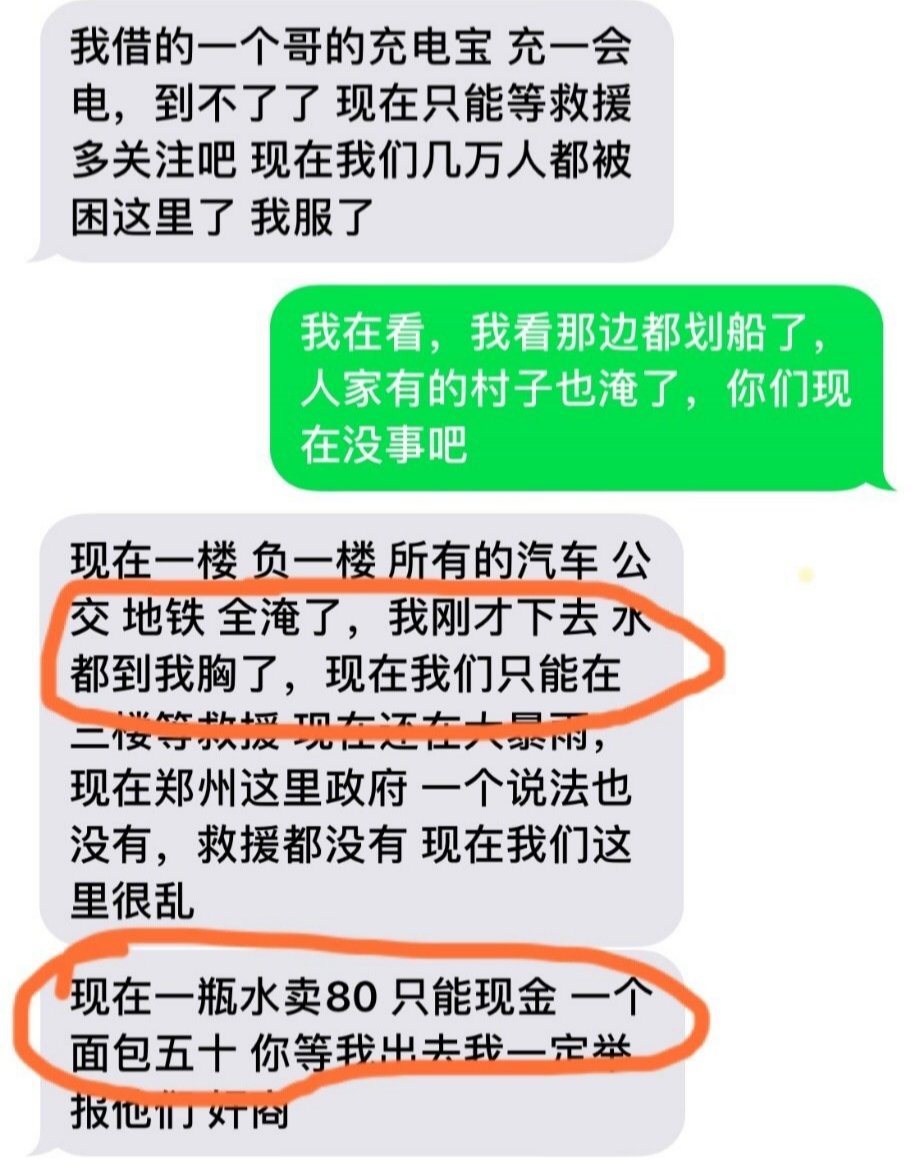 我借的一个哥的充电宝 充一会
电，到不了了 现在只能等救援
多关注吧 现在我们几万人都被
困这里了 我服了
我在看，我看那边都划船了，
人家有的村子也淹了，你们现
在没事吧
现在一楼 负一楼 所有的汽车 公
交 地铁 全淹了，我刚才下去 水
都到我胸了，现在我们只能在
三楼等救援 现在还在大暴雨，
现在郑州这里政府 一个说法也
没有，救援都没有 现在我们这
里很乱
现在一瓶水卖80 只能现金 一个
面包五十 你等我出去我一定举
报他们 奸商